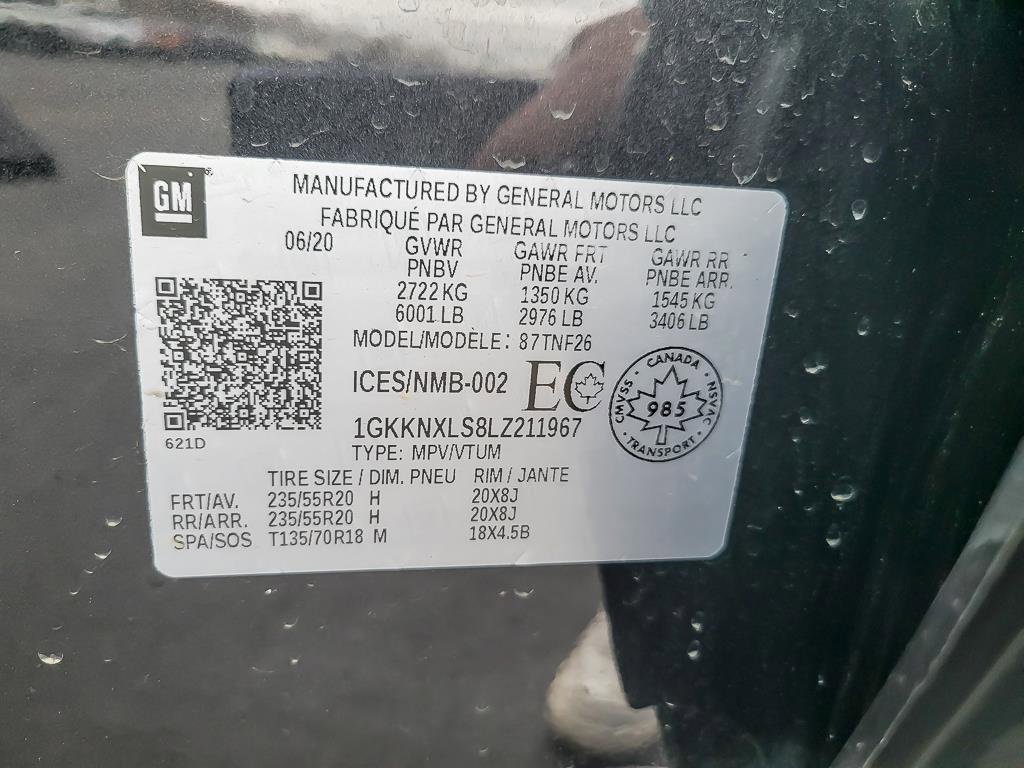 GM
MANUFACTURED BY GENERAL MOTORS LLC
FABRIQUÉ PAR GENERAL MOTORS LLC
06/20 GVWR GAWR FRT GAWR RR
PNBV PNBE AV. PNBE ARR.
2722 KG 1350 KG 1545 KG
6001 LB 2976 LB 3406 LB
MODEL/MODÈLE: 87TNF26
ICES/NMB-002 EC
CANADA
CMVSS 985 NSVAC
TRANSPORT
1GKKNXLS8LZ211967
621D
TYPE: MPV/VTUM
TIRE SIZE / DIM. PNEU RIM / JANTE
FRT/AV. 235/55R20 H 20X8J
RR/ARR. 235/55R20 H 20X8J
SPA/SOS T135/70R18 M 18X4.5B